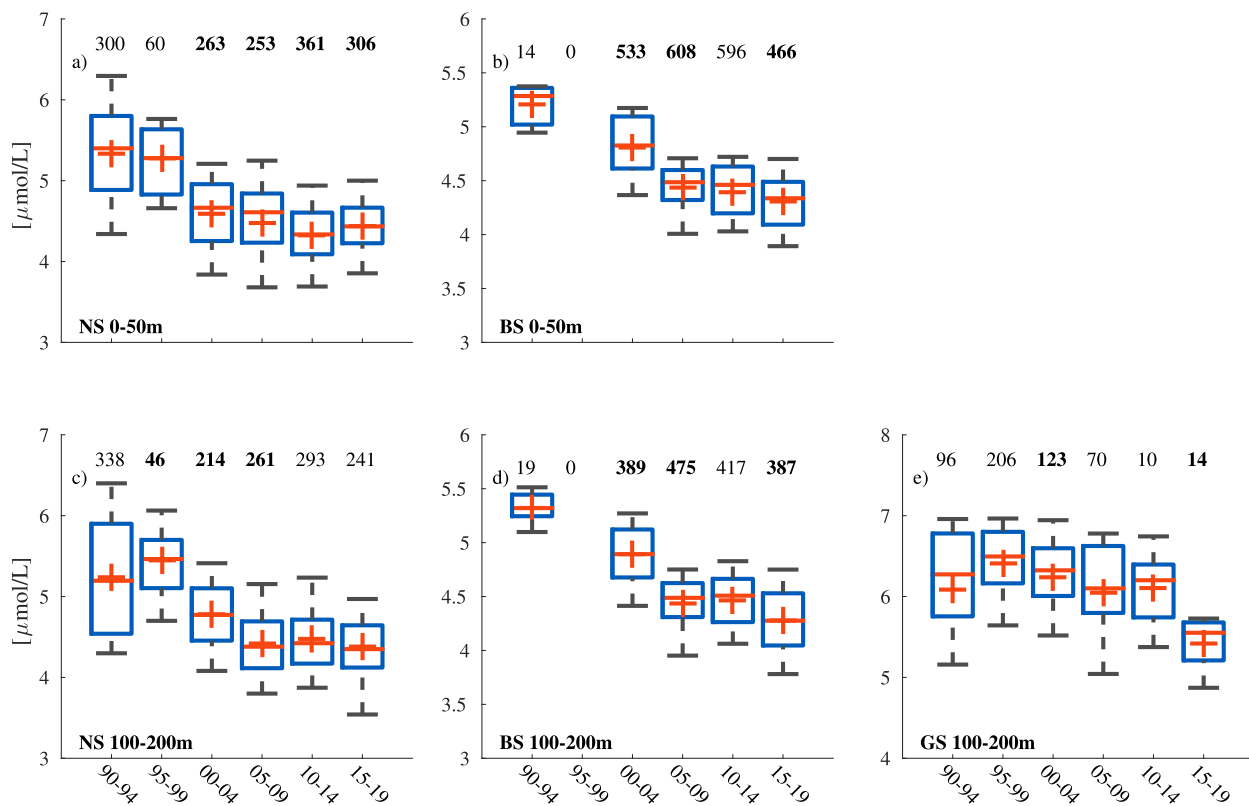 7
6
5
4
3
[μmol/L]
300 60 263 253 361 306
a)
NS 0-50m
6
5.5
5
4.5
4
3.5
3
14 0 533 608 596 466
b)
BS 0-50m
7
6
5
4
3
[μmol/L]
338 46 214 261 293 241
c)
NS 100-200m
90-94 95-99 00-04 05-09 10-14 15-19
6
5.5
5
4.5
4
3.5
3
19 0 389 475 417 387
d)
BS 100-200m
90-94 95-99 00-04 05-09 10-14 15-19
8
7
6
5
4
96 206 123 70 10 14
e)
GS 100-200m
90-94 95-99 00-04 05-09 10-14 15-19